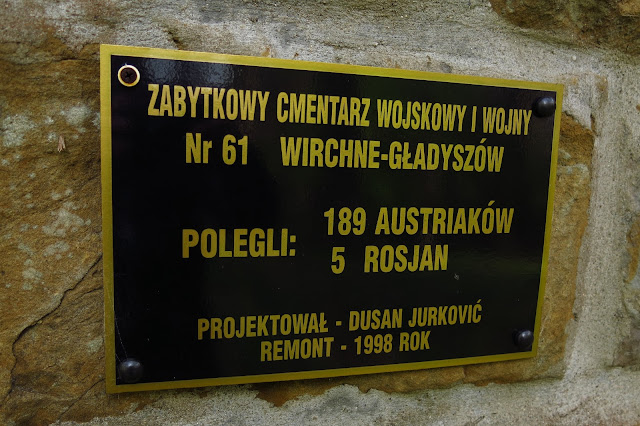 ZABYTKOWY CMENTARZ WOJSKOWY I WOJNY
Nr 61 WIRCHNE-GŁADYSZÓW
POLEGLI: 189 AUSTRIAKÓW
5 ROSJAN
PROJEKTOWAŁ - DUSAN JURKOVIĆ
REMONT - 1998 ROK